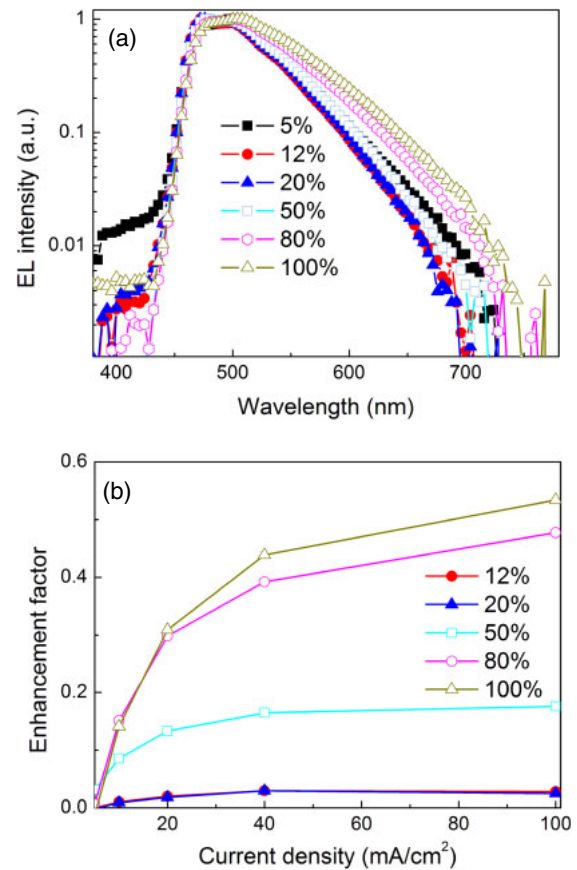 (a)
1
0.1
0.01
EL intensity (a.u.)
5%
12%
20%
50%
80%
100%
400 500 600 700
Wavelength (nm)
(b)
0.6
0.4
0.2
0.0
Enhancement factor
12%
20%
50%
80%
100%
20 40 60 80 100
Current density (mA/cm²)